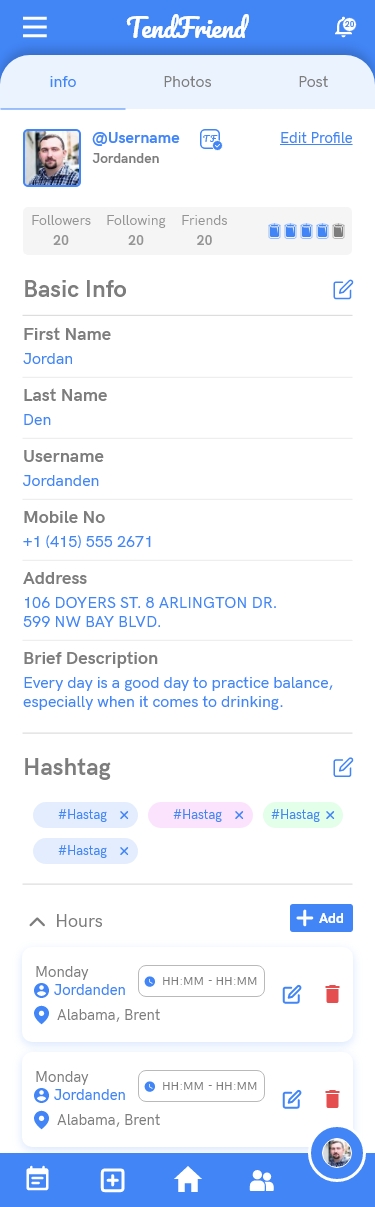 TendFriend
20
info Photos Post
@Username TF Edit Profile
Jordanden
Followers Following Friends
20 20 20
Basic Info
First Name
Jordan
Last Name
Den
Username
Jordanden
Mobile No
+1 (415) 555 2671
Address
106 DOYERS ST. 8 ARLINGTON DR.
599 NW BAY BLVD.
Brief Description
Every day is a good day to practice balance,
especially when it comes to drinking.
Hashtag
#Hastag #Hastag #Hastag
#Hastag
Hours Add
Monday
Jordanden HH:MM - HH:MM
Alabama, Brent
Monday
Jordanden HH:MM - HH:MM
Alabama, Brent